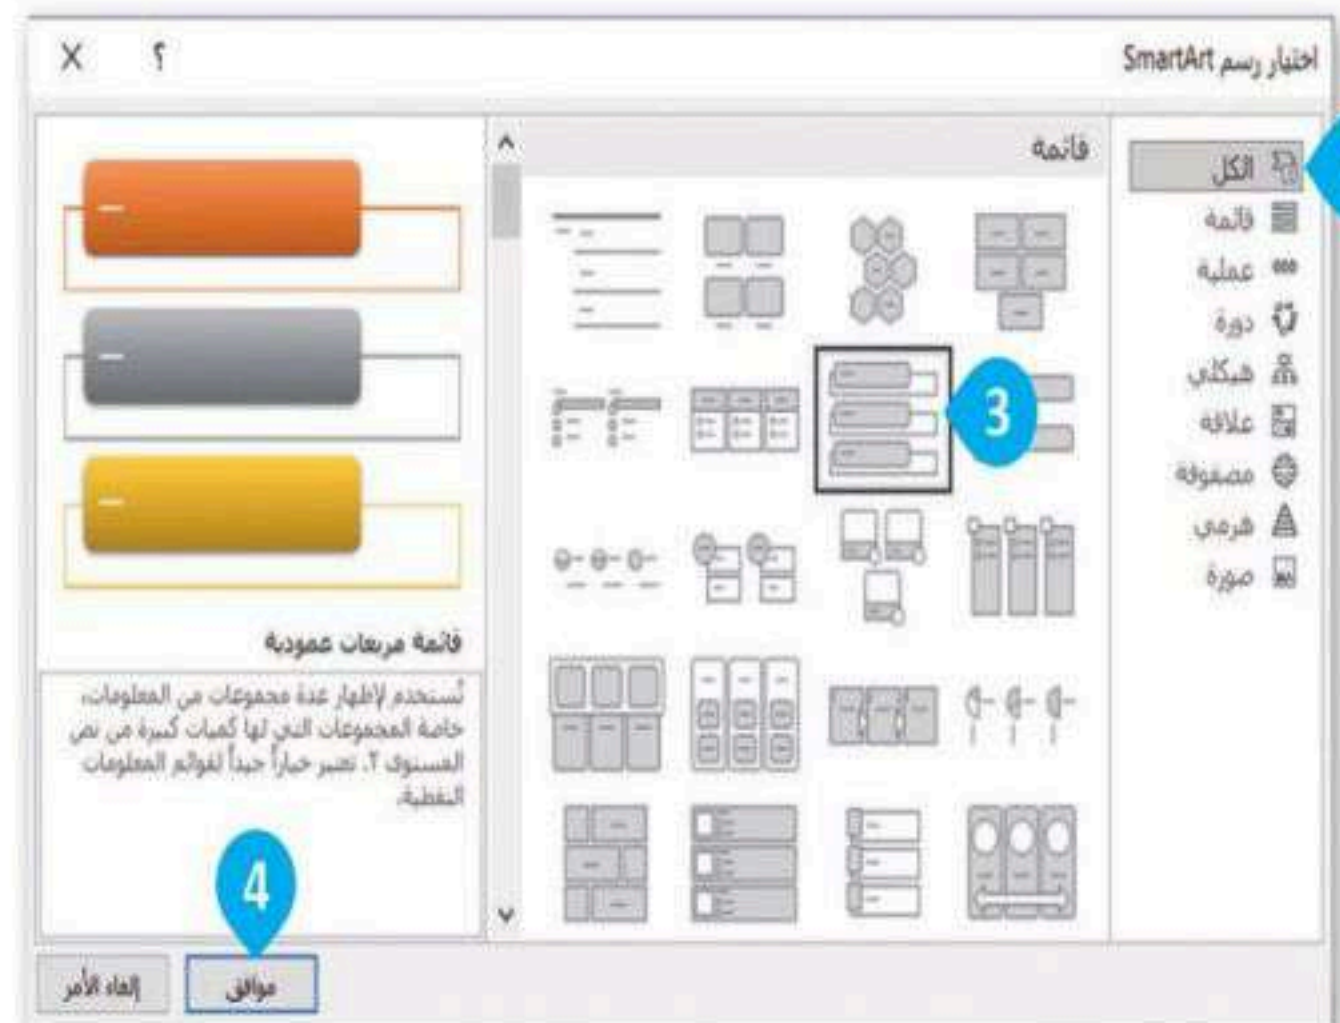 اختيار رسم SmartArt
؟
X
الكل
قائمة
عملية
دورة
هيكلي
علاقة
مصفوفة
هرمي
صورة
قائمة
3
قائمة مربعات عمودية
تُستخدم لإظهار عدة مجموعات من المعلومات،
خاصة المجموعات التي لها كميات كبيرة من نص
المستوى ٢. تعتبر خياراً جيداً لقوائم المعلومات
النقطية.
4
موافق
إلغاء الأمر